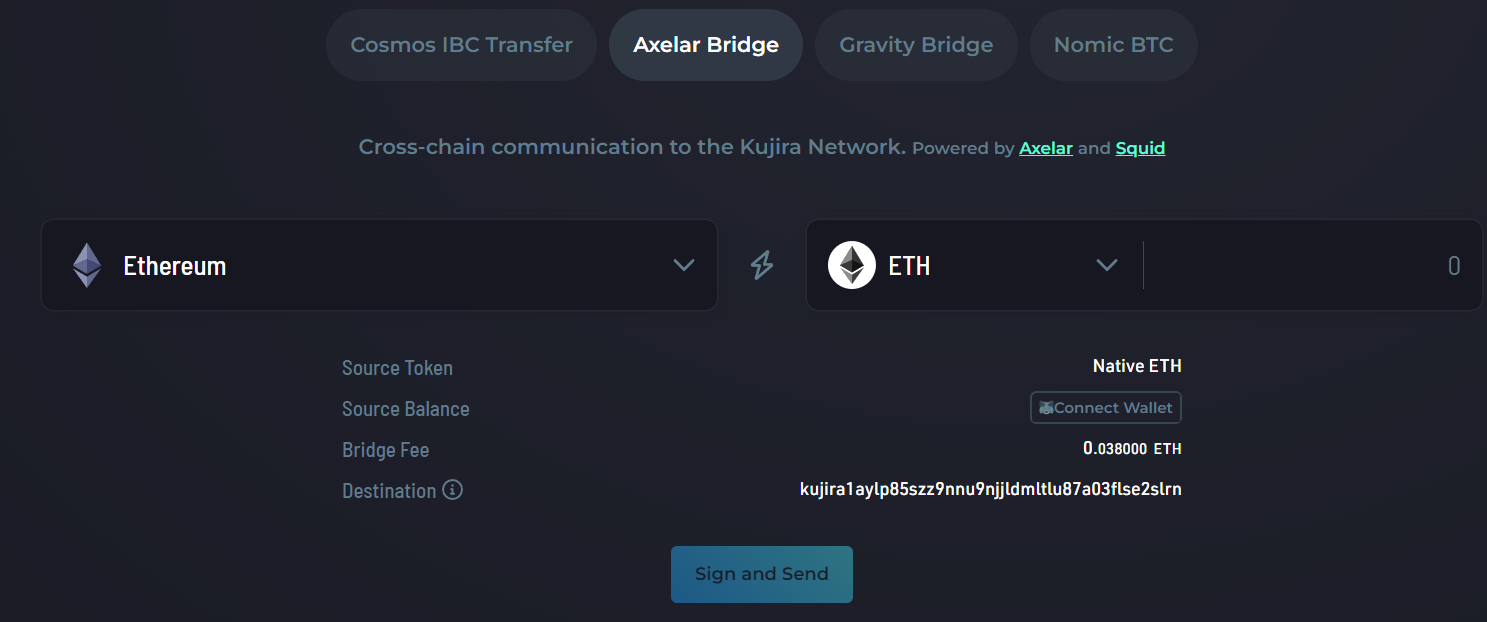 Cosmos IBC Transfer Axelar Bridge Gravity Bridge Nomic BTC
Cross-chain communication to the Kujira Network. Powered by Axelar and Squid
Ethereum ETH 0
Source Token Native ETH
Source Balance Connect Wallet
Bridge Fee 0.038000 ETH
Destination kujira1aylp85szz9nnu9njjldmltlu87a03flse2slrn
Sign and Send